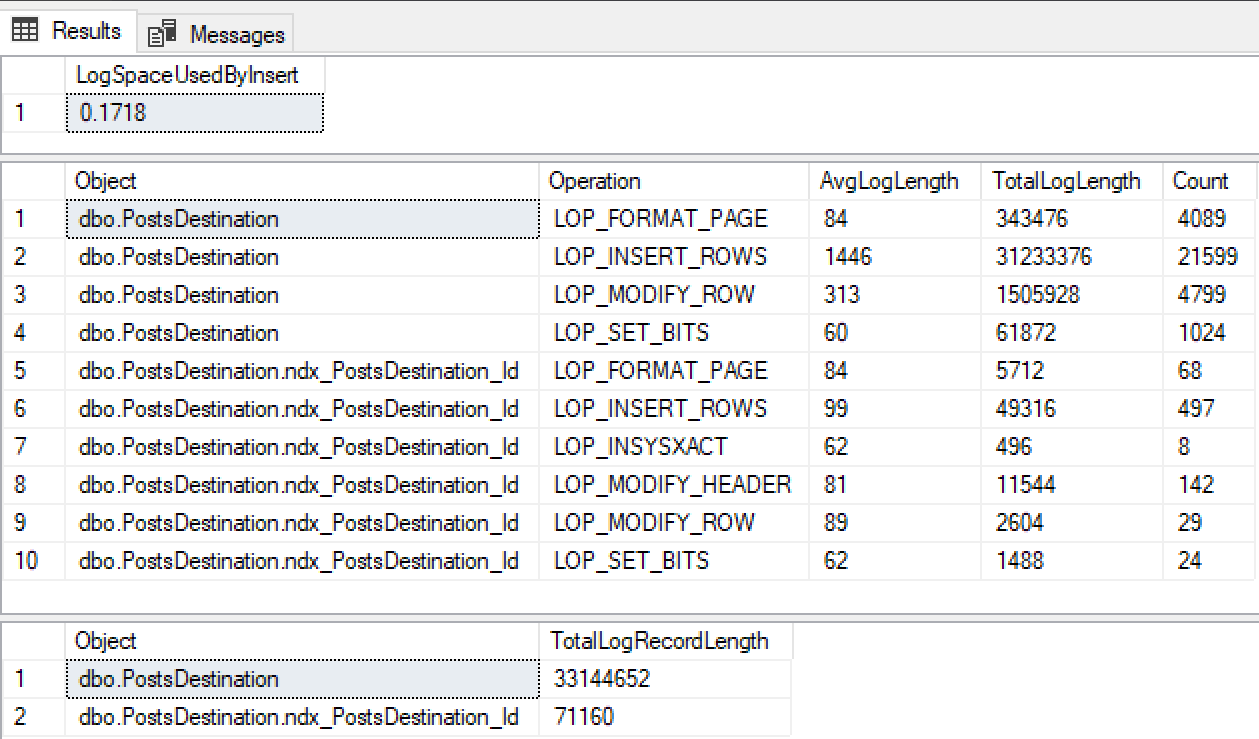 Results Messages
LogSpaceUsedByInsert
1 0.1718
Object Operation AvgLogLength TotalLogLength Count
1 dbo.PostsDestination LOP_FORMAT_PAGE 84 343476 4089
2 dbo.PostsDestination LOP_INSERT_ROWS 1446 31233376 21599
3 dbo.PostsDestination LOP_MODIFY_ROW 313 1505928 4799
4 dbo.PostsDestination LOP_SET_BITS 60 61872 1024
5 dbo.PostsDestination.ndx_PostsDestination_Id LOP_FORMAT_PAGE 84 5712 68
6 dbo.PostsDestination.ndx_PostsDestination_Id LOP_INSERT_ROWS 99 49316 497
7 dbo.PostsDestination.ndx_PostsDestination_Id LOP_INSYSXACT 62 496 8
8 dbo.PostsDestination.ndx_PostsDestination_Id LOP_MODIFY_HEADER 81 11544 142
9 dbo.PostsDestination.ndx_PostsDestination_Id LOP_MODIFY_ROW 89 2604 29
10 dbo.PostsDestination.ndx_PostsDestination_Id LOP_SET_BITS 62 1488 24
Object TotalLogRecordLength
1 dbo.PostsDestination 33144652
2 dbo.PostsDestination.ndx_PostsDestination_Id 71160